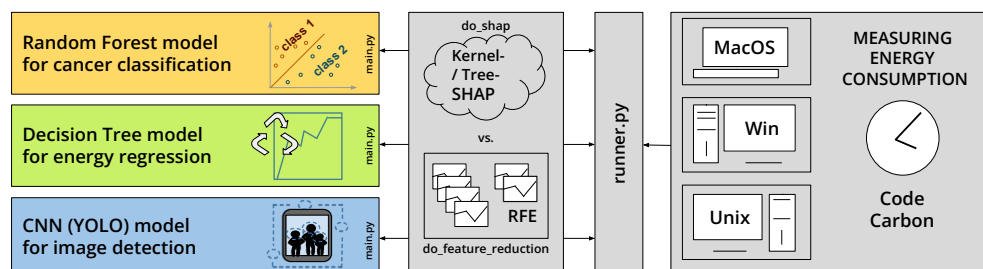 Random Forest model
for cancer classification
class 1
class 2
main.py
Decision Tree model
for energy regression
main.py
CNN (YOLO) model
for image detection
main.py
do_shap
Kernel-
/ Tree-
SHAP
vs.
RFE
do_feature_reduction
runner.py
MacOS
Win
Unix
MEASURING
ENERGY
CONSUMPTION
Code
Carbon